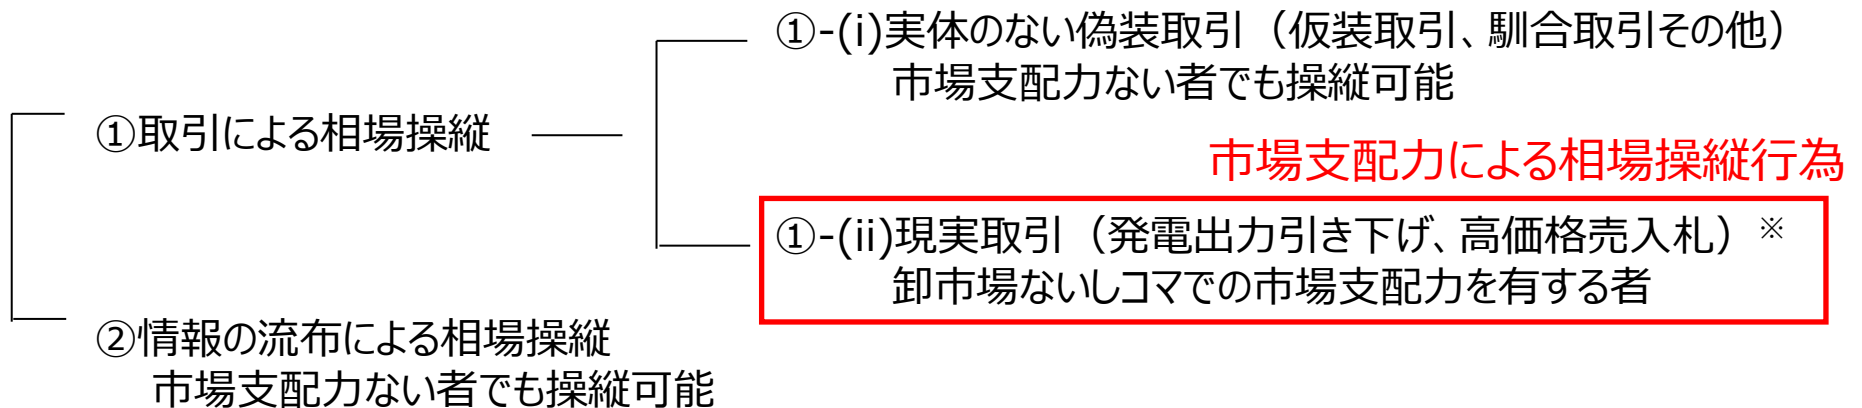 ①-(i)実体のない偽装取引（仮装取引、馴合取引その他）
市場支配力ない者でも操縦可能
①取引による相場操縦
市場支配力による相場操縦行為
①-(ii)現実取引（発電出力引き下げ、高価格売入札）※
卸市場ないしコマでの市場支配力を有する者
②情報の流布による相場操縦
市場支配力ない者でも操縦可能